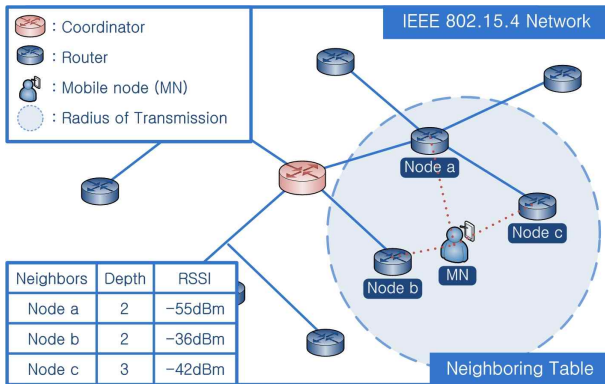 IEEE 802.15.4 Network
: Coordinator
: Router
: Mobile node (MN)
: Radius of Transmission
Node a
Node c
MN
Node b
Neighbors Depth RSSI
Node a 2 -55dBm
Node b 2 -36dBm
Node c 3 -42dBm
Neighboring Table